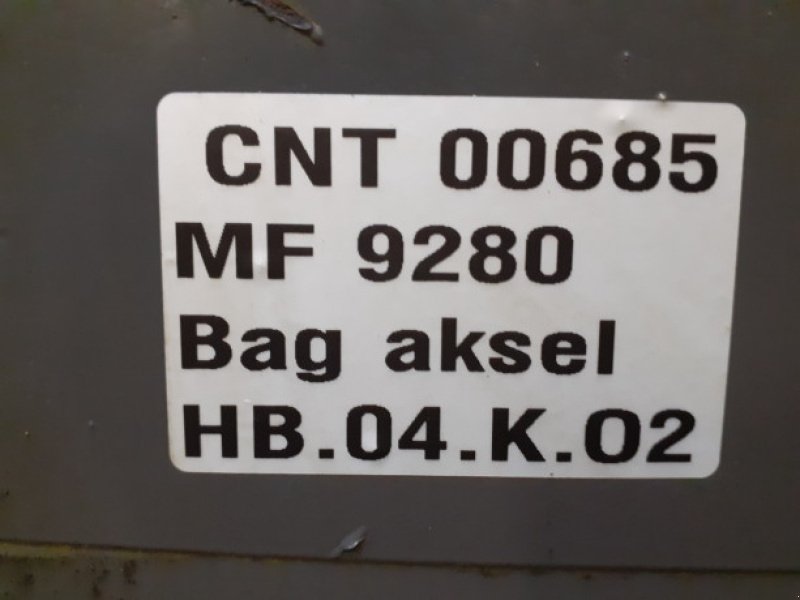 CNT 00685
MF 9280
Bag aksel
HB.04.K.02